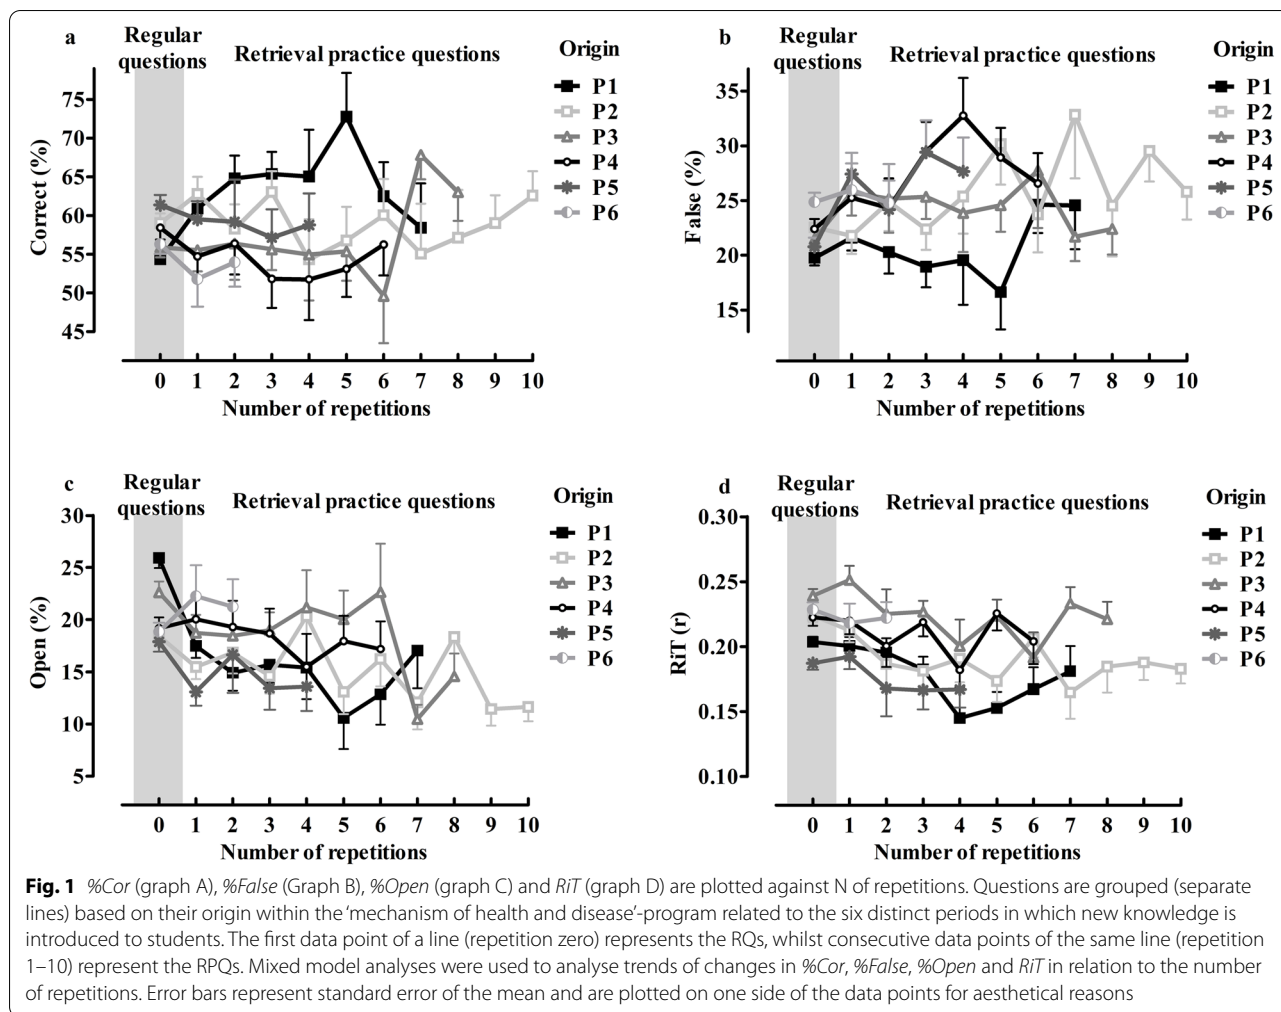 a
Regular
questions
Retrieval practice questions
Origin
P1
P2
P3
P4
P5
P6
Correct (%)
75
70
65
60
55
50
45
0 1 2 3 4 5 6 7 8 9 10
Number of repetitions
b
Regular
questions
Retrieval practice questions
Origin
P1
P2
P3
P4
P5
P6
False (%)
35
30
25
20
15
0 1 2 3 4 5 6 7 8 9 10
Number of repetitions
c
Regular
questions
Retrieval practice questions
Origin
P1
P2
P3
P4
P5
P6
Open (%)
30
25
20
15
10
5
0 1 2 3 4 5 6 7 8 9 10
Number of repetitions
d
Regular
questions
Retrieval practice questions
Origin
P1
P2
P3
P4
P5
P6
RiT (r)
0.30
0.25
0.20
0.15
0.10
0 1 2 3 4 5 6 7 8 9 10
Number of repetitions
Fig. 1 %Cor (graph A), %False (Graph B), %Open (graph C) and RiT (graph D) are plotted against N of repetitions. Questions are grouped (separate
lines) based on their origin within the 'mechanism of health and disease'-program related to the six distinct periods in which new knowledge is
introduced to students. The first data point of a line (repetition zero) represents the RQs, whilst consecutive data points of the same line (repetition
1–10) represent the RPQs. Mixed model analyses were used to analyse trends of changes in %Cor, %False, %Open and RiT in relation to the number
of repetitions. Error bars represent standard error of the mean and are plotted on one side of the data points for aesthetical reasons